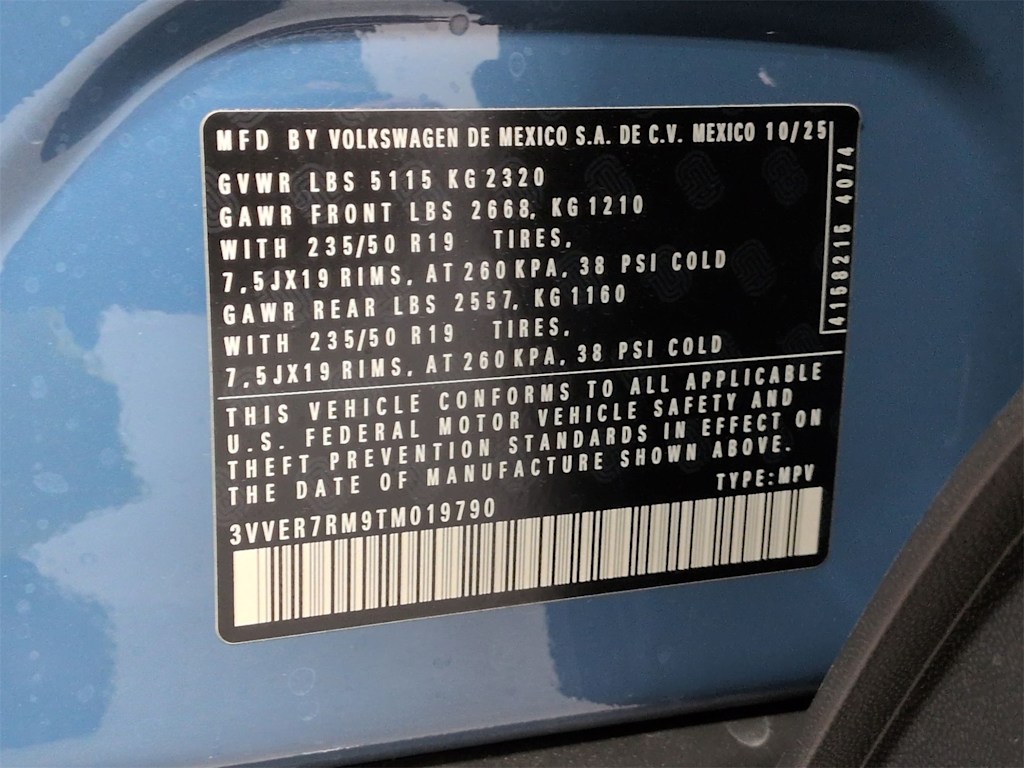 MFD BY VOLKSWAGEN DE MEXICO S.A. DE C.V. MEXICO 10/25
GVWR LBS 5115 KG 2320
GAWR FRONT LBS 2668, KG 1210
WITH 235/50 R19 TIRES,
7,5JX19 RIMS, AT 260 KPA, 38 PSI COLD
GAWR REAR LBS 2557, KG 1160
WITH 235/50 R19 TIRES,
7,5JX19 RIMS, AT 260 KPA, 38 PSI COLD
4158215 4074
THIS VEHICLE CONFORMS TO ALL APPLICABLE
U.S. FEDERAL MOTOR VEHICLE SAFETY AND
THEFT PREVENTION STANDARDS IN EFFECT ON
THE DATE OF MANUFACTURE SHOWN ABOVE.
TYPE:MPV
3VVER7RM9TM019790